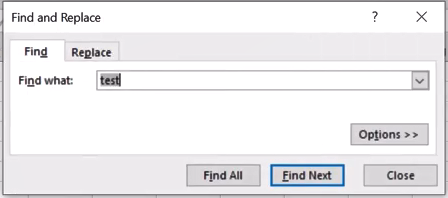 Find and Replace ? ×
Find Replace
Find what: test
Options >>
Find All Find Next Close